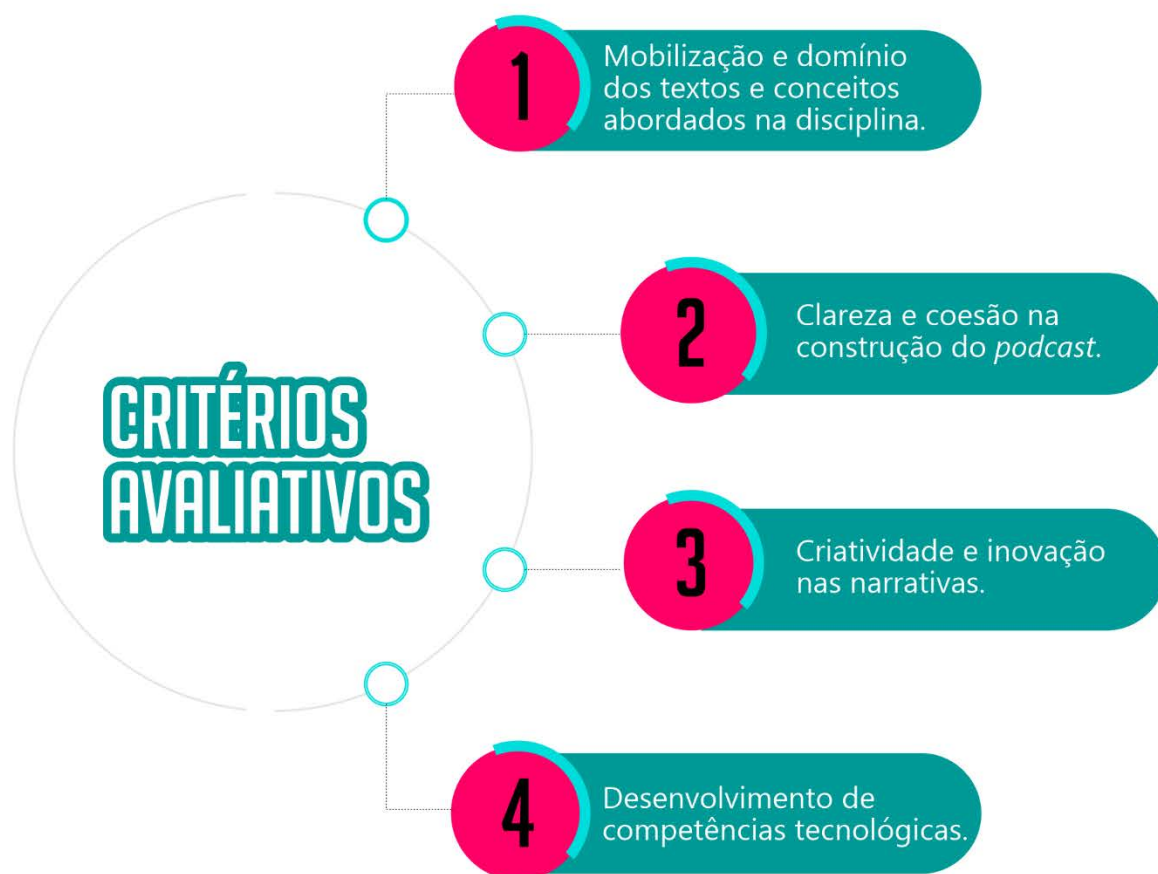 CRITÉRIOS
AVALIATIVOS
1
Mobilização e domínio
dos textos e conceitos
abordados na disciplina.
2
Clareza e coesão na
construção do podcast.
3
Criatividade e inovação
nas narrativas.
4
Desenvolvimento de
competências tecnológicas.